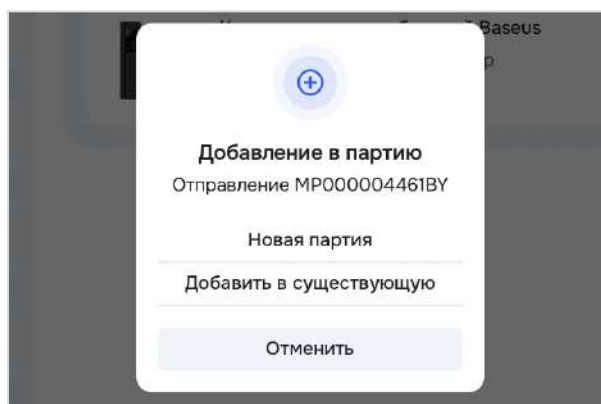 Baseus
Добавление в партию
Отправление MP000004461BY
Новая партия
Добавить в существующую
Отменить